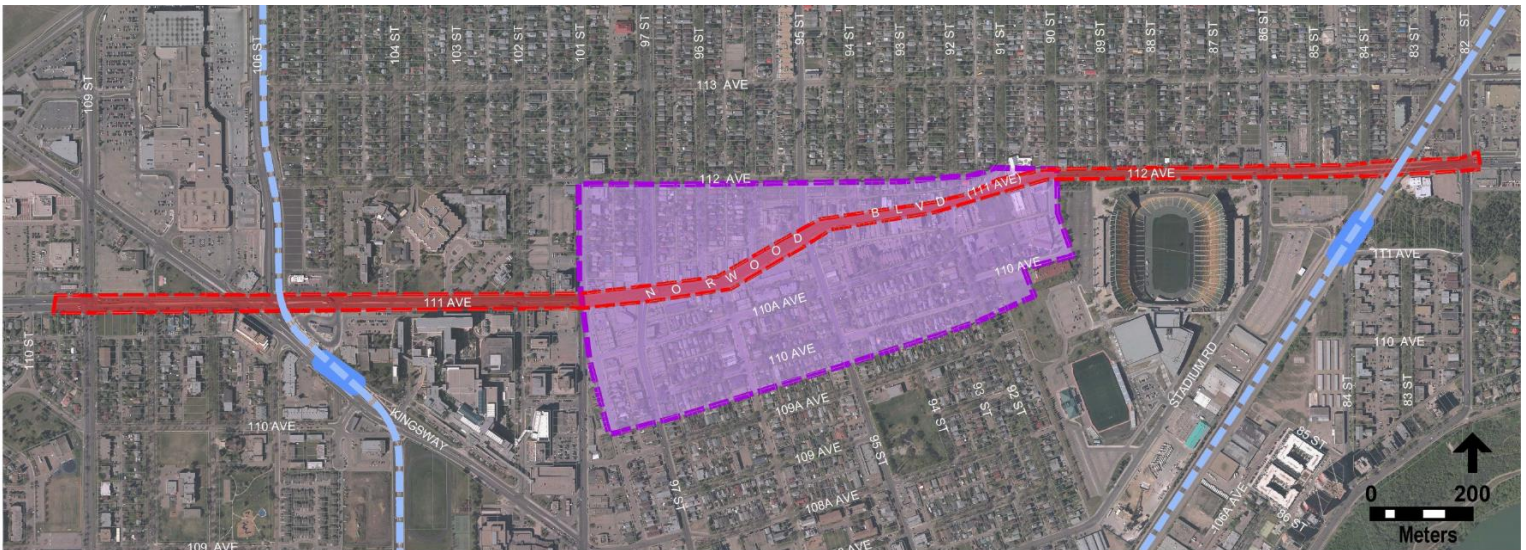 109 ST
106 ST
104 ST
103 ST
102 ST
101 ST
97 ST
96 ST
95 ST
94 ST
93 ST
92 ST
91 ST
90 ST
89 ST
88 ST
87 ST
86 ST
85 ST
84 ST
83 ST
82 ST
113 AVE
112 AVE
112 AVE
NORWOOD BLVD (111 AVE)
111 AVE
111 AVE
110 AVE
110A AVE
110 AVE
110 AVE
110 ST
KINGSWAY
110 AVE
109A AVE
109 AVE
108A AVE
109 AVE
97 ST
95 ST
94 ST
93 ST
92 ST
STADIUM RD
84 ST
83 ST
85 ST
86 ST
106A AVE
0 200
Meters